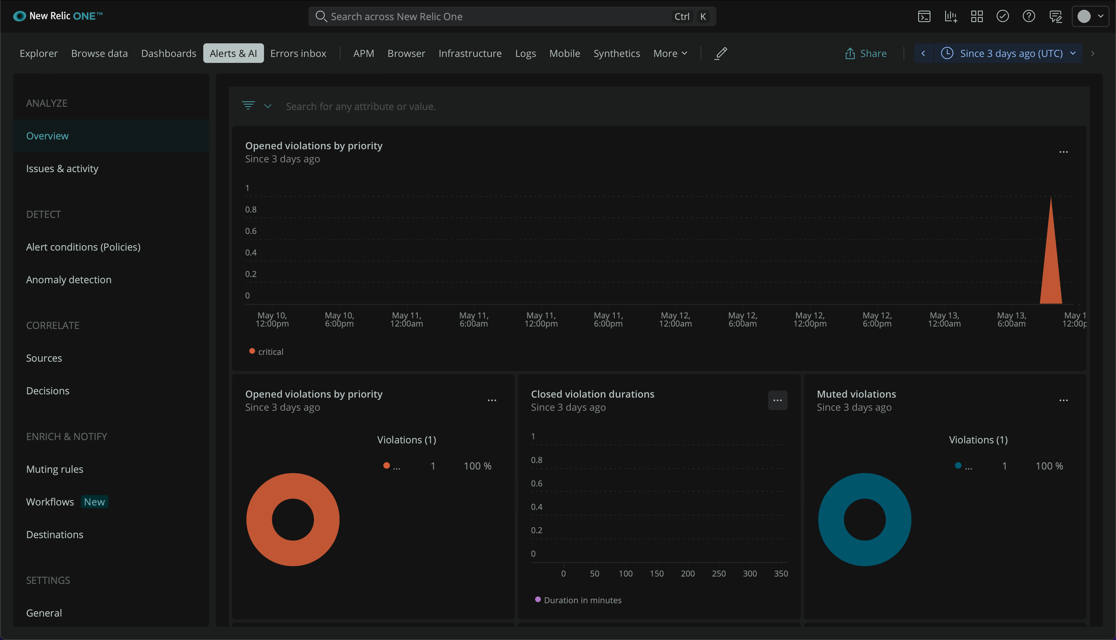 New Relic ONE™
Search across New Relic One
Ctrl K
Explorer Browse data Dashboards Alerts & AI Errors inbox APM Browser Infrastructure Logs Mobile Synthetics More Share Since 3 days ago (UTC)
ANALYZE
Overview
Issues & activity
DETECT
Alert conditions (Policies)
Anomaly detection
CORRELATE
Sources
Decisions
ENRICH & NOTIFY
Muting rules
Workflows New
Destinations
SETTINGS
General
Search for any attribute or value.
Opened violations by priority
Since 3 days ago
...
1
0.8
0.6
0.4
0.2
0
May 10, 12:00pm
May 10, 6:00pm
May 11, 12:00am
May 11, 6:00am
May 11, 12:00pm
May 11, 6:00pm
May 12, 12:00am
May 12, 6:00am
May 12, 12:00pm
May 12, 6:00pm
May 13, 12:00am
May 13, 6:00am
May 1
12:00p
critical
Opened violations by priority
Since 3 days ago
...
Violations (1)
... 1 100 %
Closed violation durations
Since 3 days ago
...
1
0.8
0.6
0.4
0.2
0
0 50 100 150 200 250 300 350
Duration in minutes
Muted violations
Since 3 days ago
...
Violations (1)
... 1 100 %